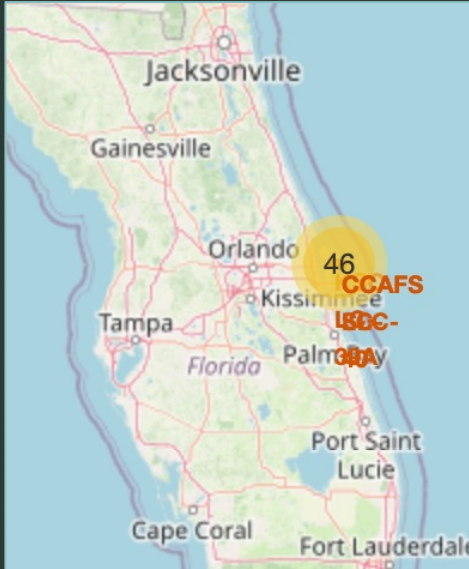 Jacksonville
Gainesville
Orlando
46
CCAFS
Kissimmee
Tampa
Palm Bay
Florida
Port Saint
Lucie
Cape Coral
Fort Lauderdale